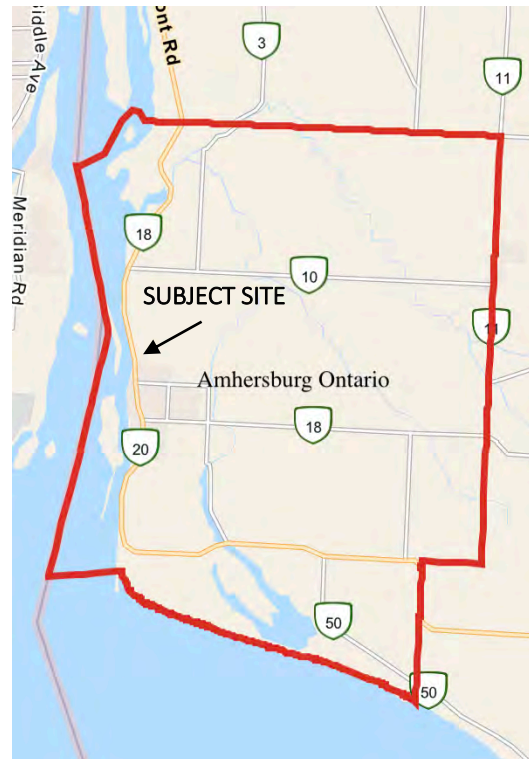 iddle Ave
ont Rd
3
11
Meridian Rd
18
10
SUBJECT SITE
11
Amhersburg Ontario
18
20
50
50